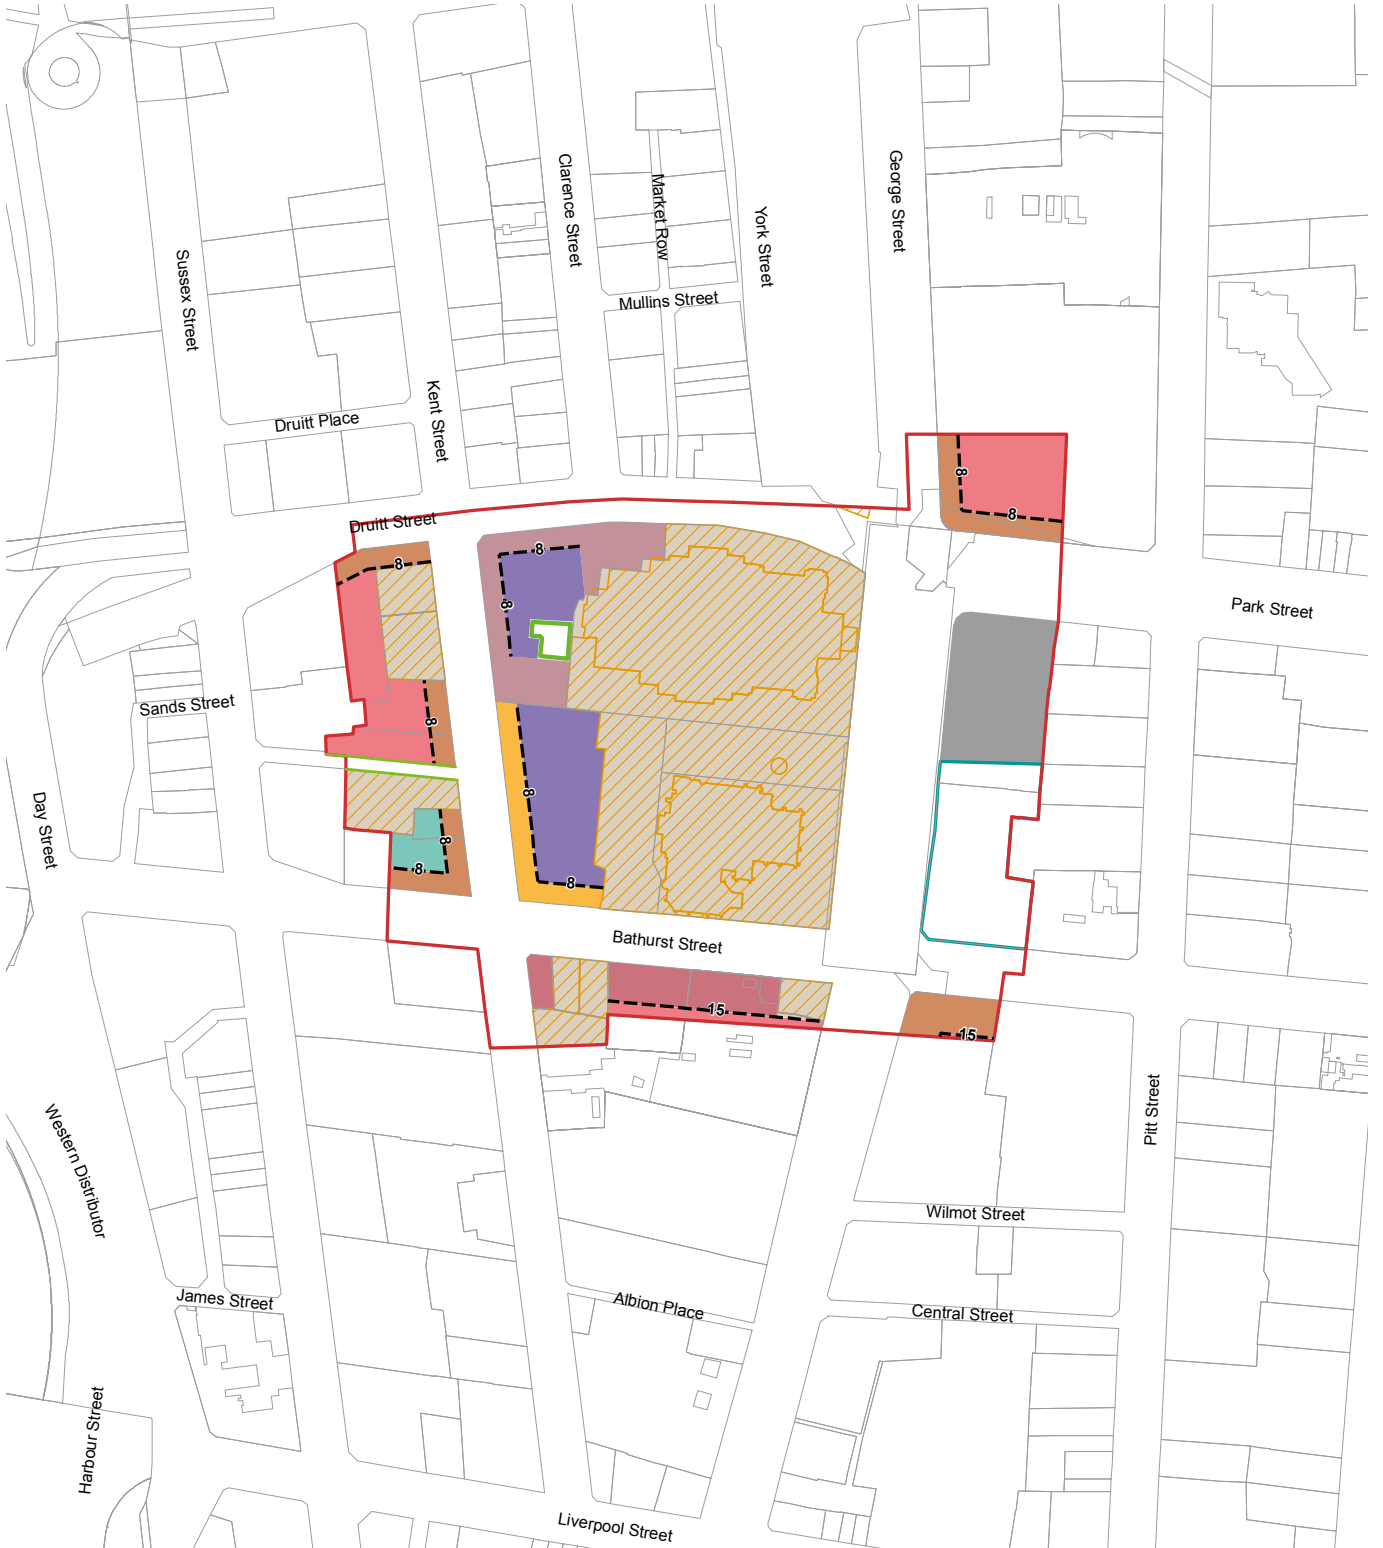 Clarence Street
Market Row
York Street
George Street
Sussex Street
Mullins Street
Kent Street
Druitt Place
8
8
Druitt Street
8
8
8
Park Street
Sands Street
8
8
Day Street
8
8
8
Bathurst Street
15
15
Pitt Street
Western Distributor
Wilmot Street
James Street
Albion Place
Central Street
Harbour Street
Liverpool Street